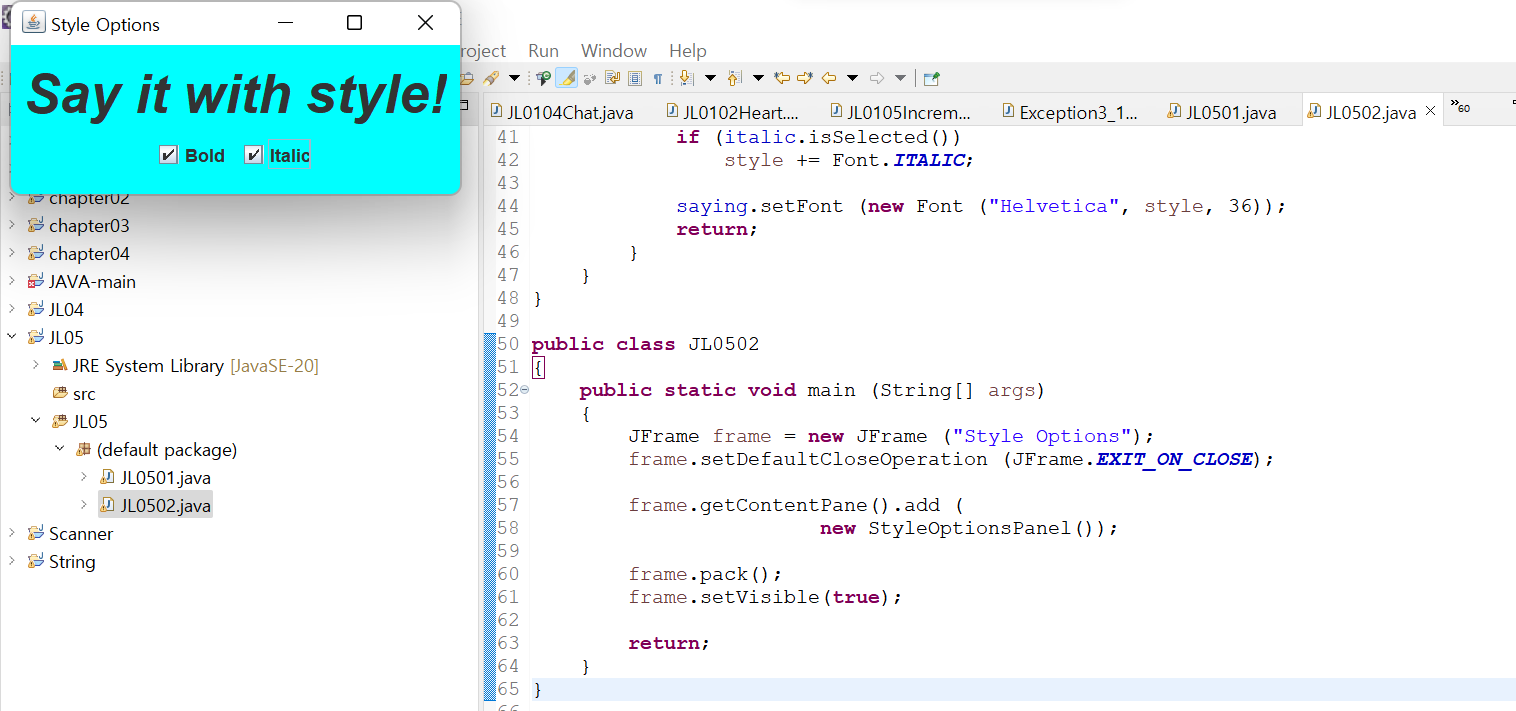 Style Options
Say it with style!
Bold Italic
Run Window Help
JL0104Chat.java JL0102Heart.... JL0105Increm... Exception3_1... JL0501.java JL0502.java 60
chapter02
chapter03
chapter04
JAVA-main
JL04
JL05
JRE System Library [JavaSE-20]
src
JL05
(default package)
JL0501.java
JL0502.java
Scanner
String
41 if (italic.isSelected())
42 style += Font.ITALIC;
43
44 saying.setFont (new Font ("Helvetica", style, 36));
45 return;
46 }
47 }
48 }
49
50 public class JL0502
51 {
52 public static void main (String[] args)
53 {
54 JFrame frame = new JFrame ("Style Options");
55 frame.setDefaultCloseOperation (JFrame.EXIT_ON_CLOSE);
56
57 frame.getContentPane().add (
58 new StyleOptionsPanel());
59
60 frame.pack();
61 frame.setVisible(true);
62
63 return;
64 }
65 }